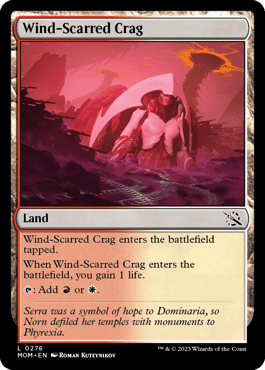 Wind-Scarred Crag
Land
Wind-Scarred Crag enters the battlefield
tapped.
When Wind-Scarred Crag enters the
battlefield, you gain 1 life.
: Add or .
Serra was a symbol of hope to Dominaria, so
Norn defiled her temples with monuments to
Phyrexia.
L 0276
MOM • EN ROMAN KUTEYNIKOV
™ & © 2023 Wizards of the Coast